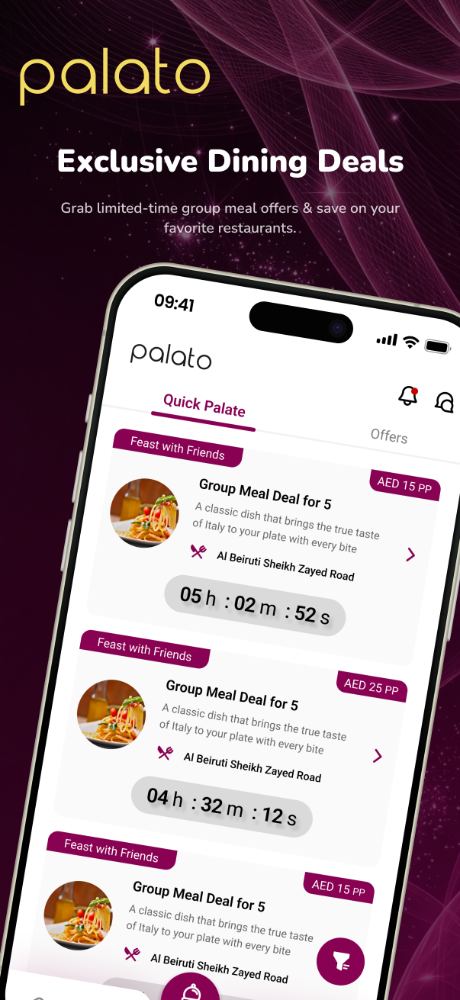 palato
Exclusive Dining Deals
Grab limited-time group meal offers & save on your
favorite restaurants.
09:41
palato
Quick Palate
Offers
Feast with Friends
AED 15 PP
Group Meal Deal for 5
A classic dish that brings the true taste
of Italy to your plate with every bite
Al Beiruti Sheikh Zayed Road
05 h : 02 m : 52 s
Feast with Friends
AED 25 PP
Group Meal Deal for 5
A classic dish that brings the true taste
of Italy to your plate with every bite
Al Beiruti Sheikh Zayed Road
04 h : 32 m : 12 s
Feast with Friends
AED 15 PP
Group Meal Deal for 5
A classic dish that brings the true taste
of Italy to your plate with every bite
Al Beiruti Sheikh Zayed Road